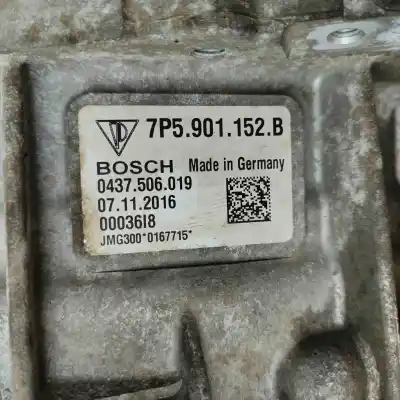 7P5.901.152.B
BOSCH Made in Germany
0437.506.019
07.11.2016
0003618
JMG300*0167715*